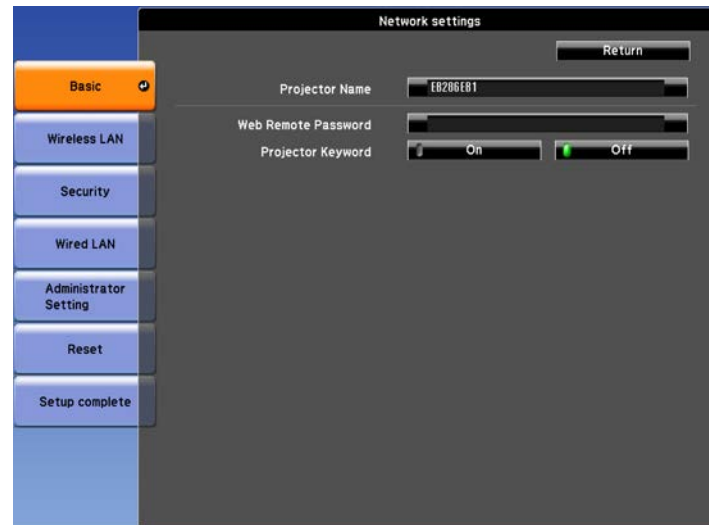 Network settings
Return
Basic
Projector Name
EB286EB1
Web Remote Password
Projector Keyword
On
Off
Wireless LAN
Security
Wired LAN
Administrator
Setting
Reset
Setup complete